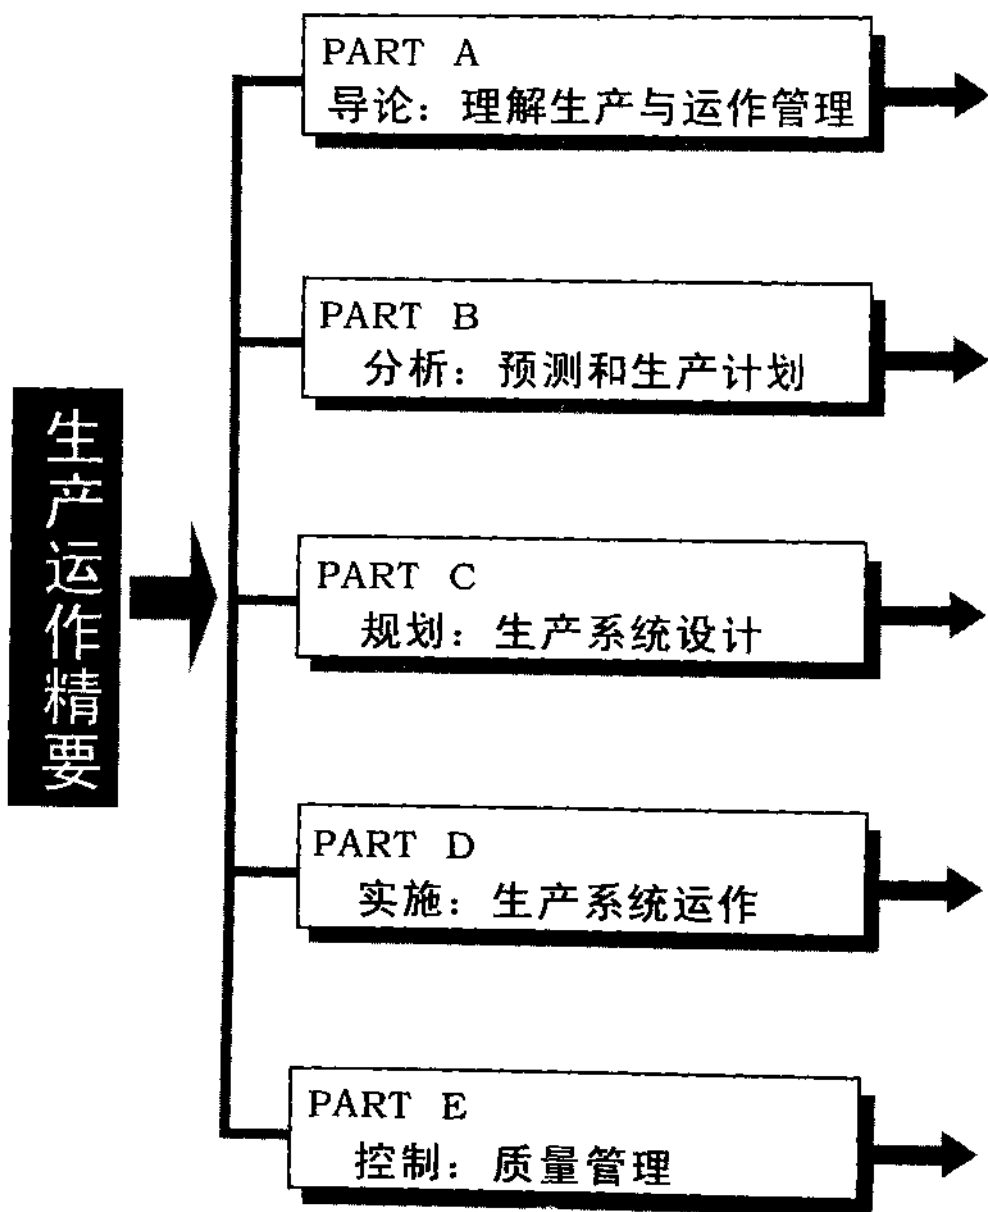 生产运作精要
PART A
导论：理解生产与运作管理
PART B
分析：预测和生产计划
PART C
规划：生产系统设计
PART D
实施：生产系统运作
PART E
控制：质量管理